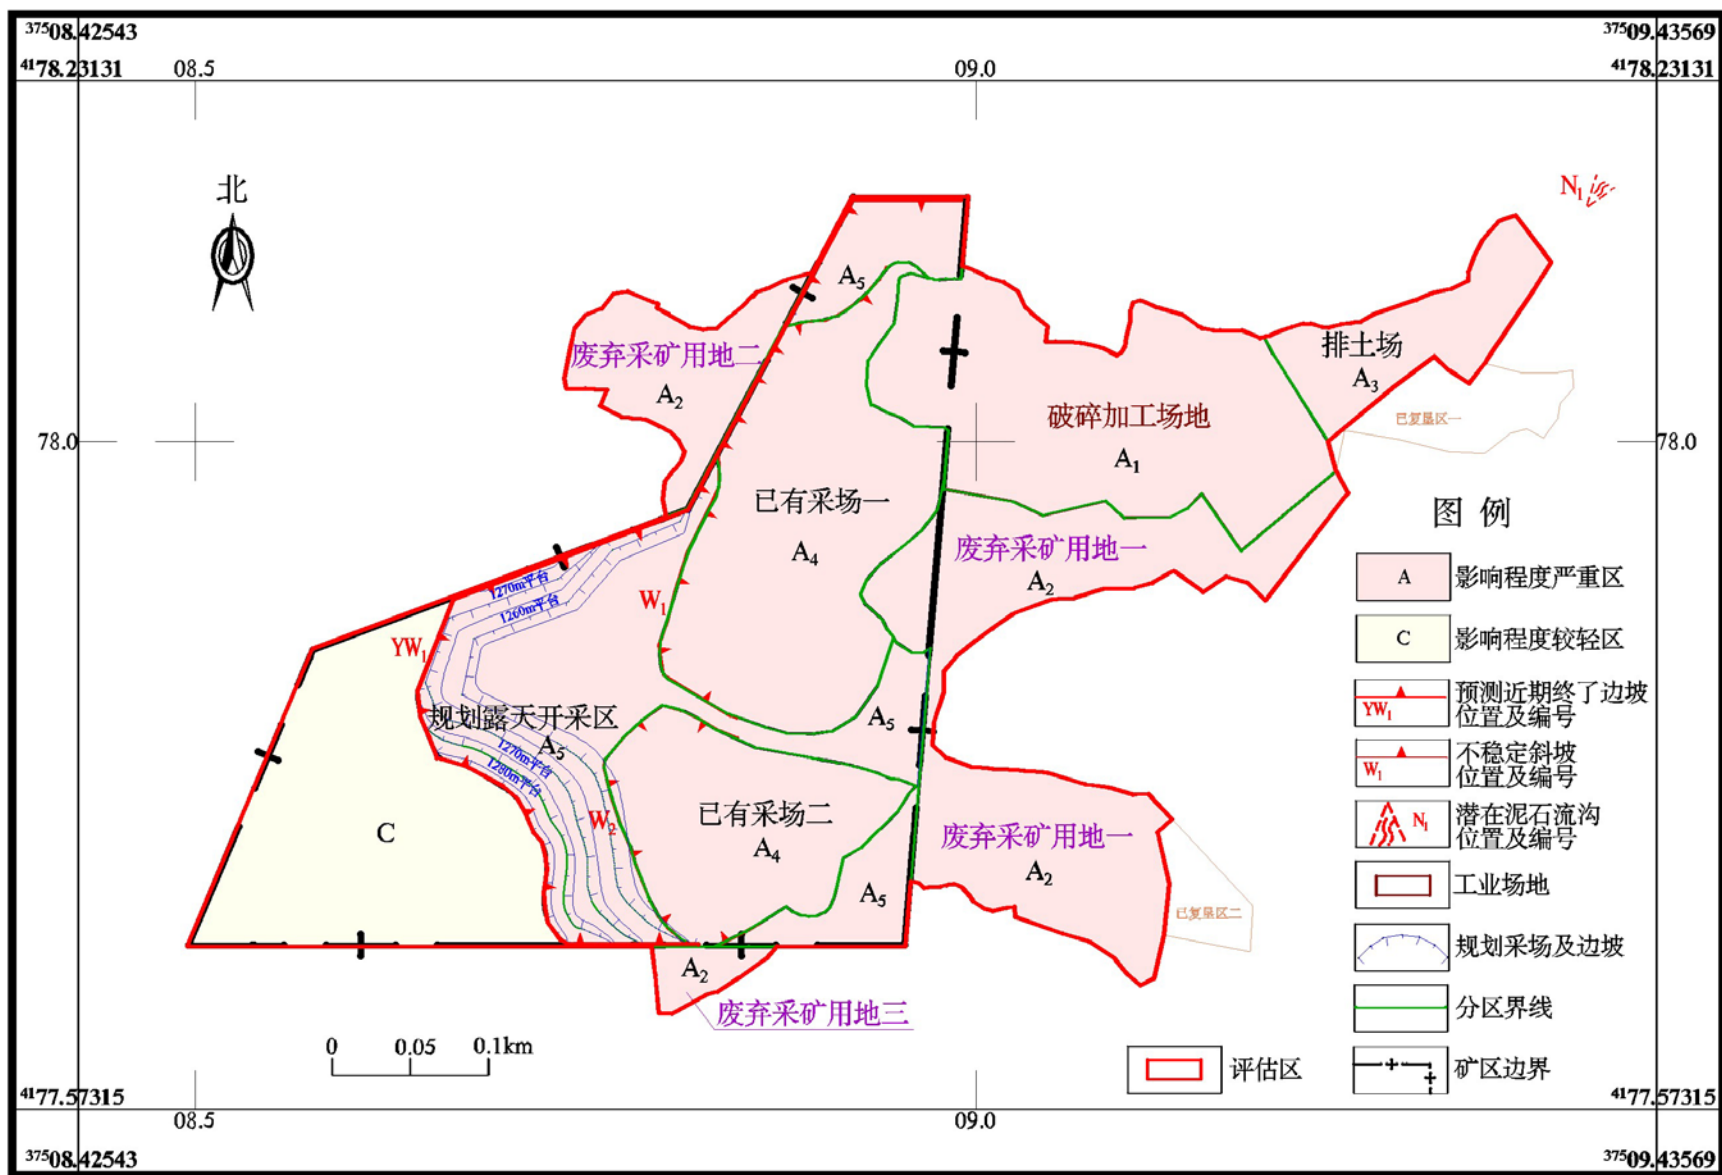 37508.42543
37509.43569
4178.23131
08.5
09.0
4178.23131
北
N1
A5
废弃采矿用地二
A2
排土场
A3
已复垦区一
破碎加工场地
A1
78.0
78.0
已有采场一
A4
废弃采矿用地一
A2
1270m平台
1260m平台
W1
YW1
规划露天开采区
A5
A5
1270m平台
1280m平台
W2
已有采场二
A4
C
废弃采矿用地一
A2
A5
已复垦区二
A2
废弃采矿用地三
0
0.05
0.1km
图 例
A
影响程度严重区
C
影响程度较轻区
YW1
预测近期终了边坡
位置及编号
W1
不稳定斜坡
位置及编号
N1
潜在泥石流沟
位置及编号
工业场地
规划采场及边坡
分区界线
评估区
矿区边界
4177.57315
08.5
09.0
4177.57315
37508.42543
37509.43569